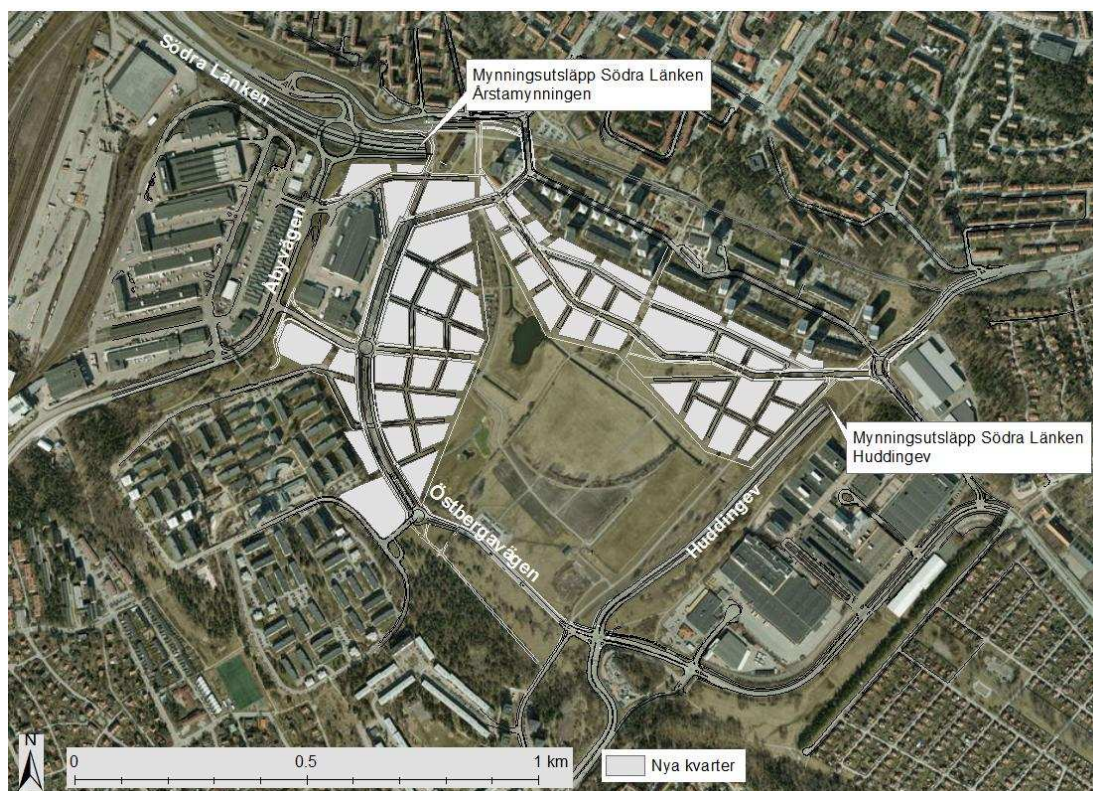 Södra Länken
Mynningsutsläpp Södra Länken
Årstamynningen
Åbyvägen
Mynningsutsläpp Södra Länken
Huddingev
Östbergavägen
Huddingev
N
0 0.5 1 km
Nya kvarter